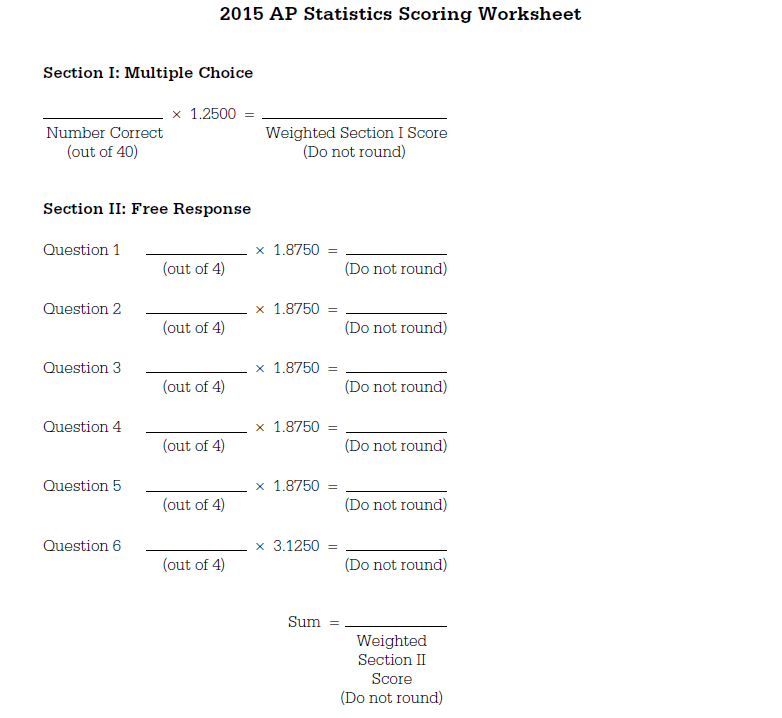 2015 AP Statistics Scoring Worksheet
Section I: Multiple Choice
× 1.2500 =
Number Correct Weighted Section I Score
(out of 40) (Do not round)
Section II: Free Response
Question 1 × 1.8750 =
(out of 4) (Do not round)
Question 2 × 1.8750 =
(out of 4) (Do not round)
Question 3 × 1.8750 =
(out of 4) (Do not round)
Question 4 × 1.8750 =
(out of 4) (Do not round)
Question 5 × 1.8750 =
(out of 4) (Do not round)
Question 6 × 3.1250 =
(out of 4) (Do not round)
Sum =
Weighted
Section II
Score
(Do not round)